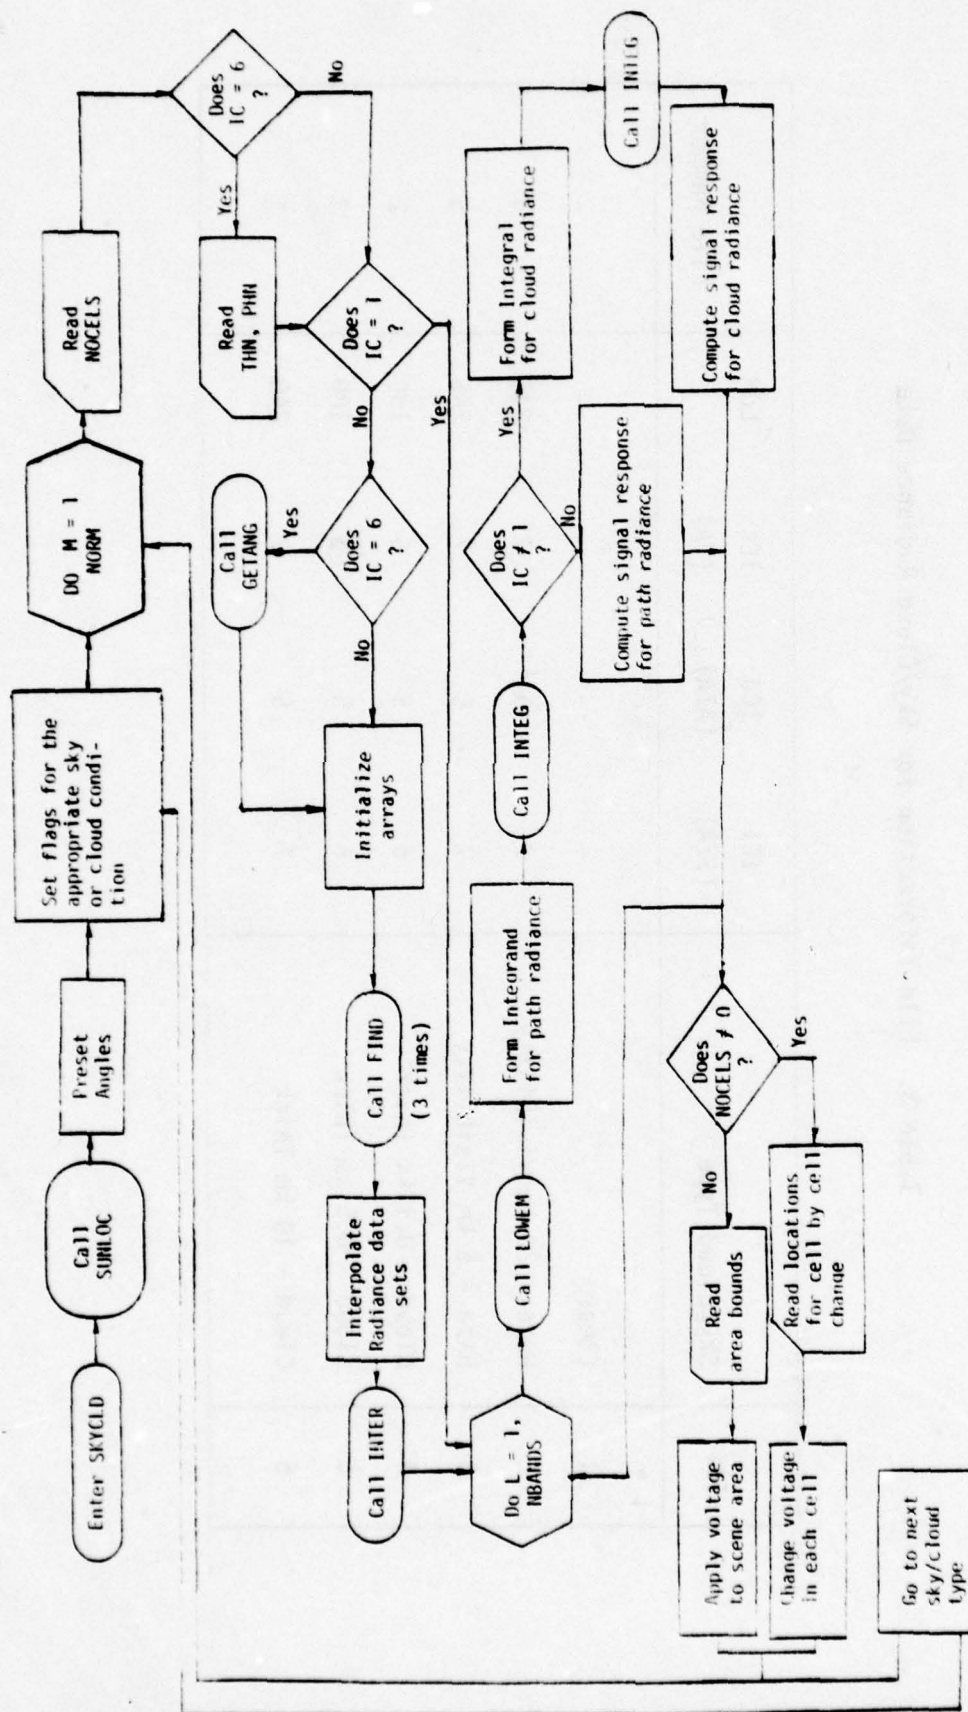 Enter SKYCLD
Call
SUNLOC
Preset
Angles
Set flags for the
appropriate sky
or cloud condi-
tion
DO M = 1
NORM
Read
NOCELS
Does
IC = 6
?
Yes
No
Read
THN, PHN
Does
IC = 1
?
No
Yes
Does
IC = 6
?
Yes
No
Call
GETANG
Initialize
arrays
Call FIND
(3 times)
Interpolate
Radiance data
sets
Call INTER
Do L = 1,
NBANDS
Call LOWEM
Form Integrand
for path radiance
Call INTEG
Does
IC ≠ 1
?
Yes
No
Form Integral
for cloud radiance
Call INTEG
Compute signal response
for path radiance
Compute signal response
for cloud radiance
Does
NOCELS ≠ 0
?
No
Yes
Read
area bounds
Read locations
for cell by cell
change
Apply voltage
to scene area
Change voltage
in each cell
Go to next
sky/cloud
type